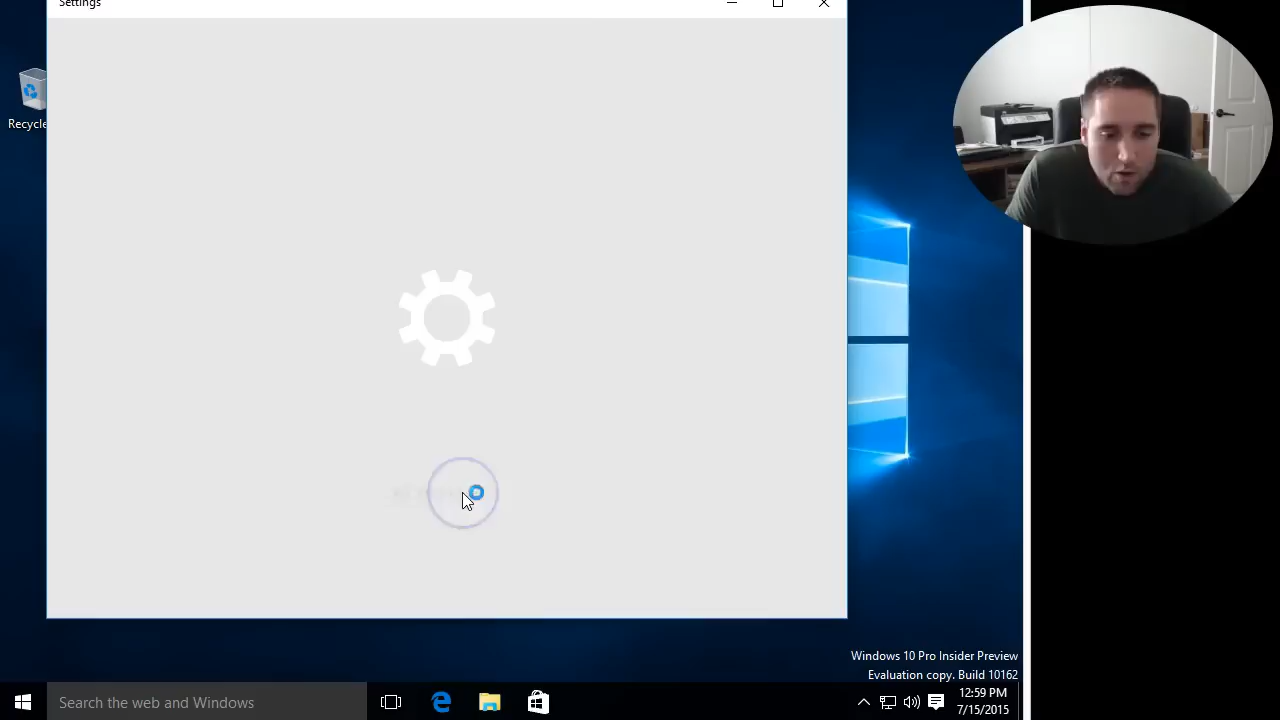 Settings
Recycle
Windows 10 Pro Insider Preview
Evaluation copy. Build 10162
Search the web and Windows
12:59 PM
7/15/2015